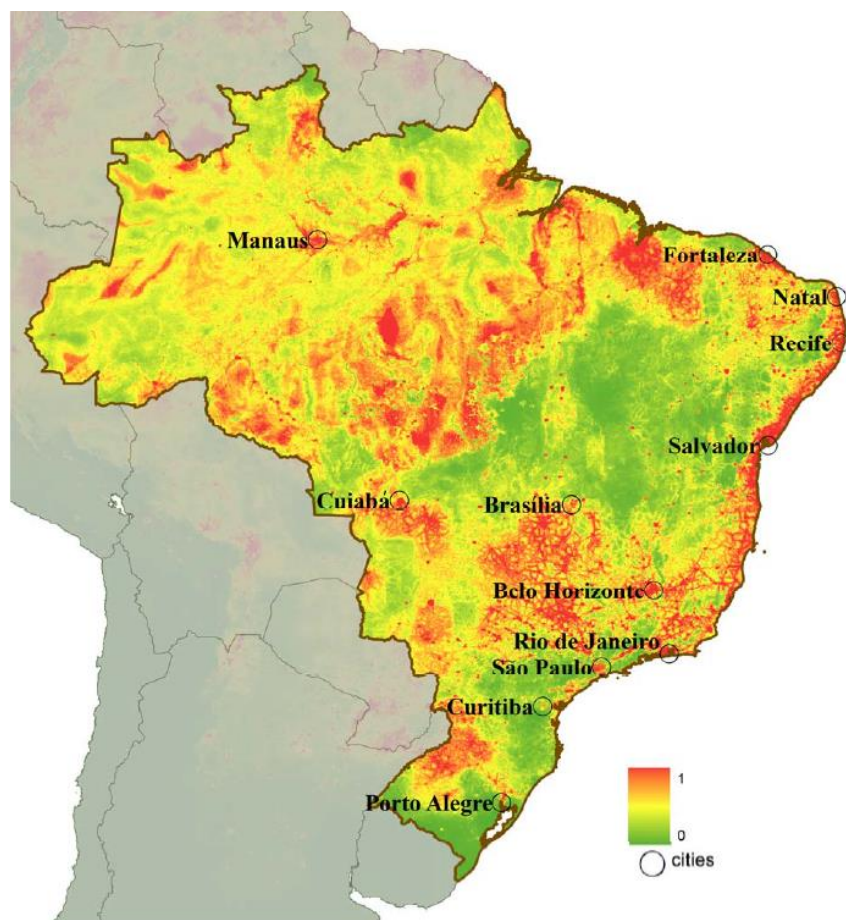 Manaus
Fortaleza
Natal
Recife
Salvador
Cuiabá
Brasília
Belo Horizonte
Rio de Janeiro
São Paulo
Curitiba
1
Porto Alegre
0
cities